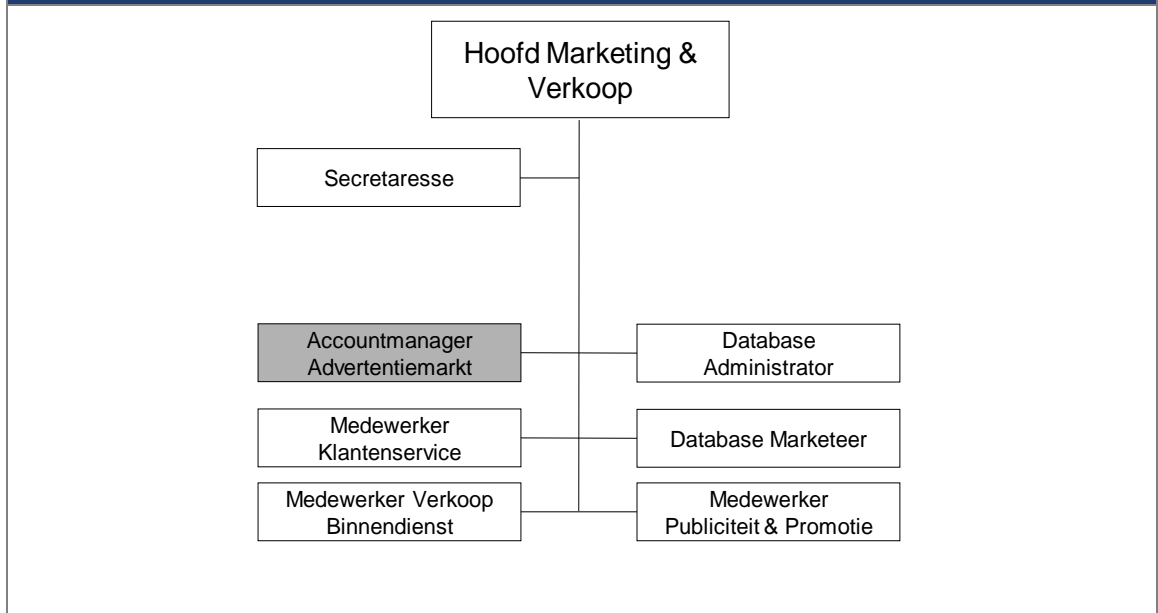 Hoofd Marketing &
Verkoop
Secretaresse
Accountmanager
Advertentiemarkt
Database
Administrator
Medewerker
Klantenservice
Database Marketeer
Medewerker Verkoop
Binnendienst
Medewerker
Publiciteit & Promotie